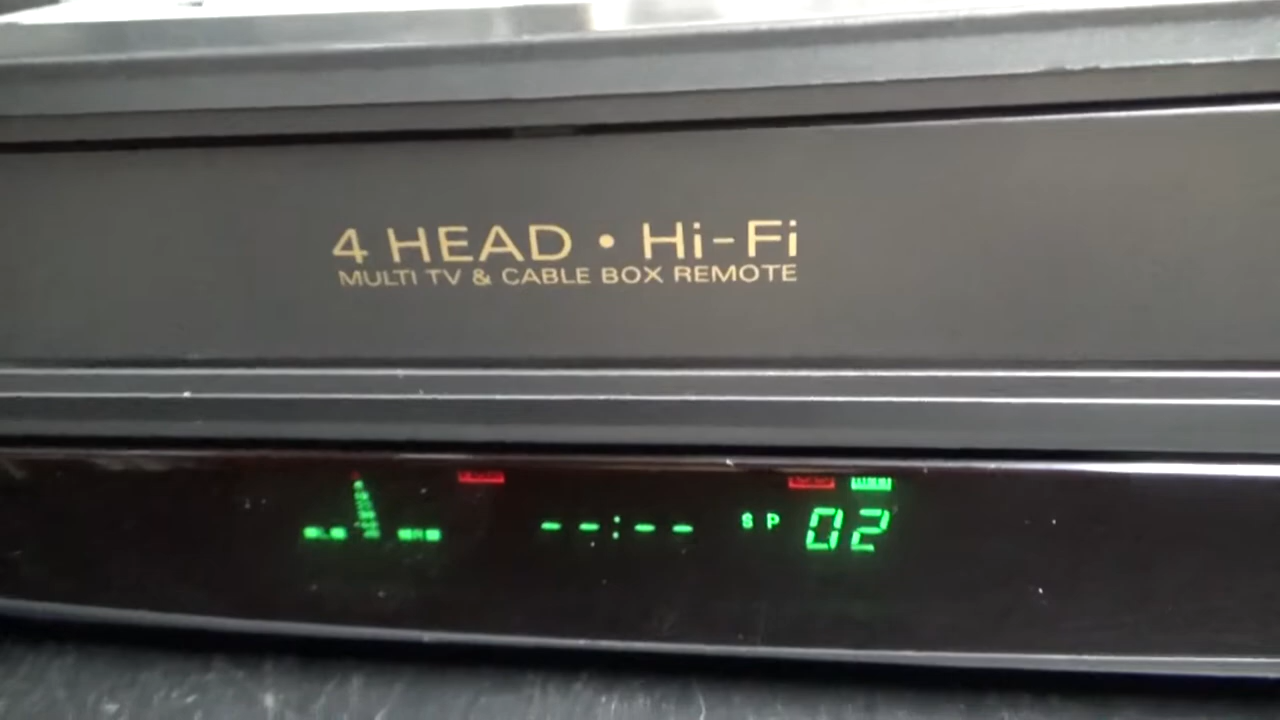 4 HEAD • Hi-Fi
MULTI TV & CABLE BOX REMOTE
--:-- SP 02